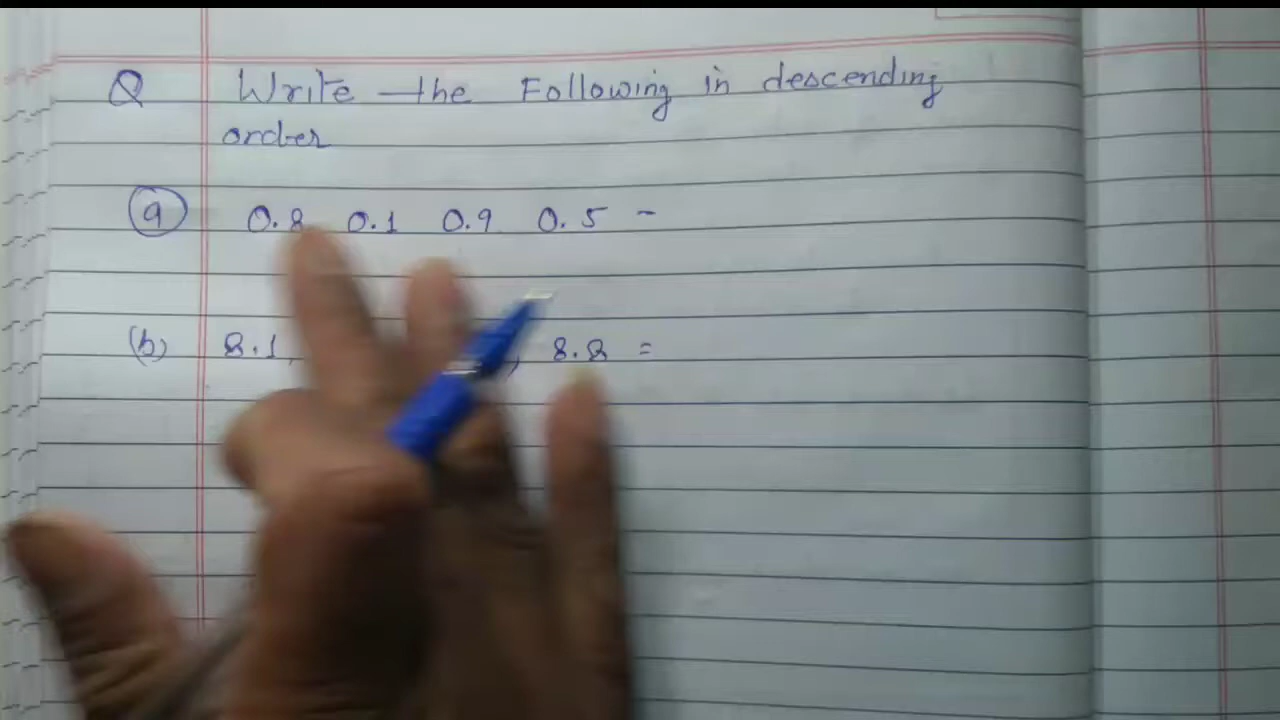 Q Write the Following in descending
order
(a) 0.8 0.1 0.9 0.5 -
(b) 8.1, , 8.8 =